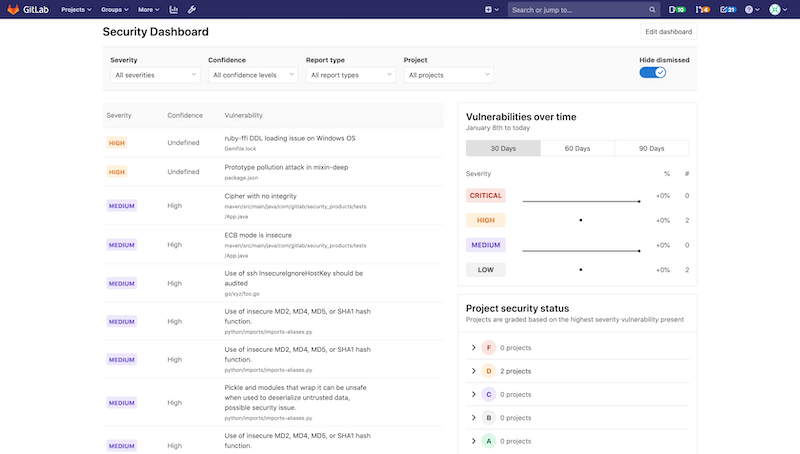 GitLab Projects Groups More Search or jump to... 10 4 21
Security Dashboard Edit dashboard
Severity Confidence Report type Project Hide dismissed
All severities All confidence levels All report types All projects
Severity Confidence Vulnerability
HIGH Undefined ruby-ffi DDL loading issue on Windows OS
Gemfile.lock
HIGH Undefined Prototype pollution attack in mixin-deep
package.json
MEDIUM High Cipher with no integrity
maven/src/main/java/com/gitlab/security_products/tests
/App.java
MEDIUM High ECB mode is insecure
maven/src/main/java/com/gitlab/security_products/tests
/App.java
MEDIUM High Use of ssh InsecureIgnoreHostKey should be
audited
go/xyz/foo.go
MEDIUM High Use of insecure MD2, MD4, MD5, or SHA1 hash
function.
python/imports/imports-aliases.py
MEDIUM High Use of insecure MD2, MD4, MD5, or SHA1 hash
function.
python/imports/imports-aliases.py
MEDIUM High Pickle and modules that wrap it can be unsafe
when used to deserialize untrusted data,
possible security issue.
python/imports/imports-aliases.py
MEDIUM High Use of insecure MD2, MD4, MD5, or SHA1 hash
function.
Vulnerabilities over time
January 8th to today
30 Days 60 Days 90 Days
Severity % #
CRITICAL +0% 0
HIGH +0% 2
MEDIUM +0% 0
LOW +0% 2
Project security status
Projects are graded based on the highest severity vulnerability present
F 0 projects
D 2 projects
C 0 projects
B 0 projects
A 0 projects